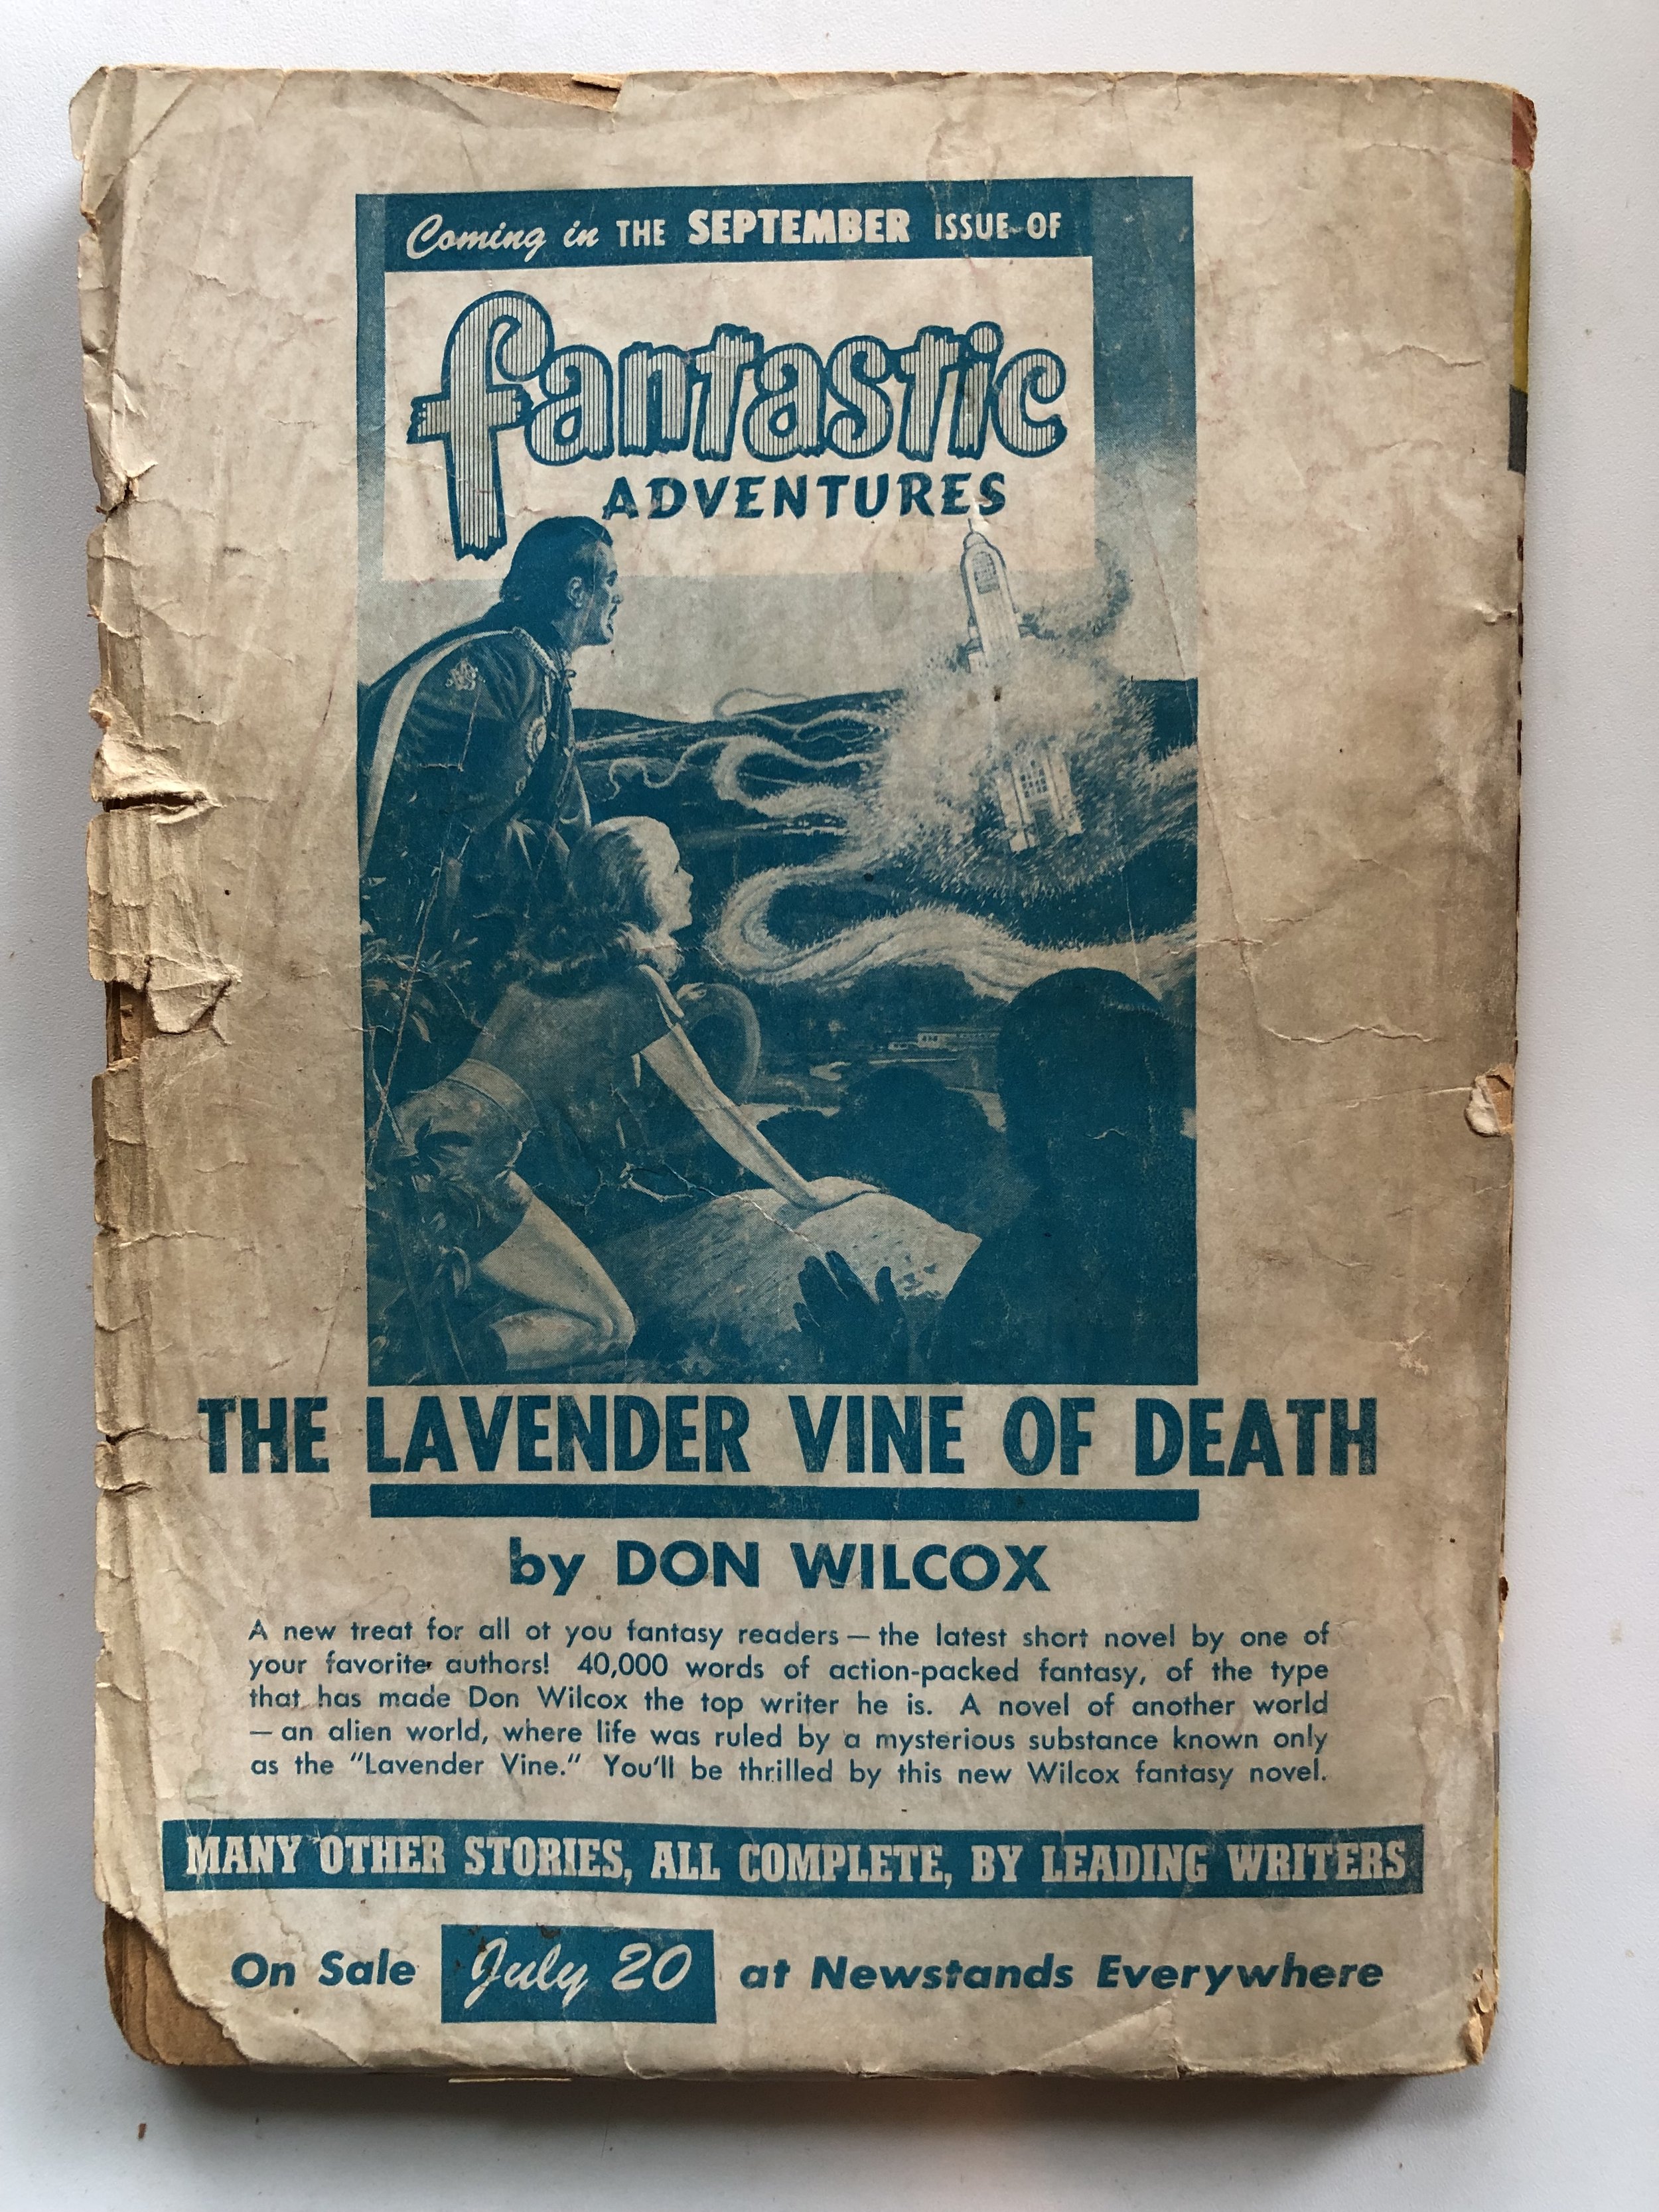 Coming in THE SEPTEMBER ISSUE OF
fantastic
ADVENTURES
THE LAVENDER VINE OF DEATH
by DON WILCOX
A new treat for all of you fantasy readers — the latest short novel by one of
your favorite authors! 40,000 words of action-packed fantasy, of the type
that has made Don Wilcox the top writer he is. A novel of another world
— an alien world, where life was ruled by a mysterious substance known only
as the "Lavender Vine." You'll be thrilled by this new Wilcox fantasy novel.
MANY OTHER STORIES, ALL COMPLETE, BY LEADING WRITERS
On Sale July 20 at Newstands Everywhere